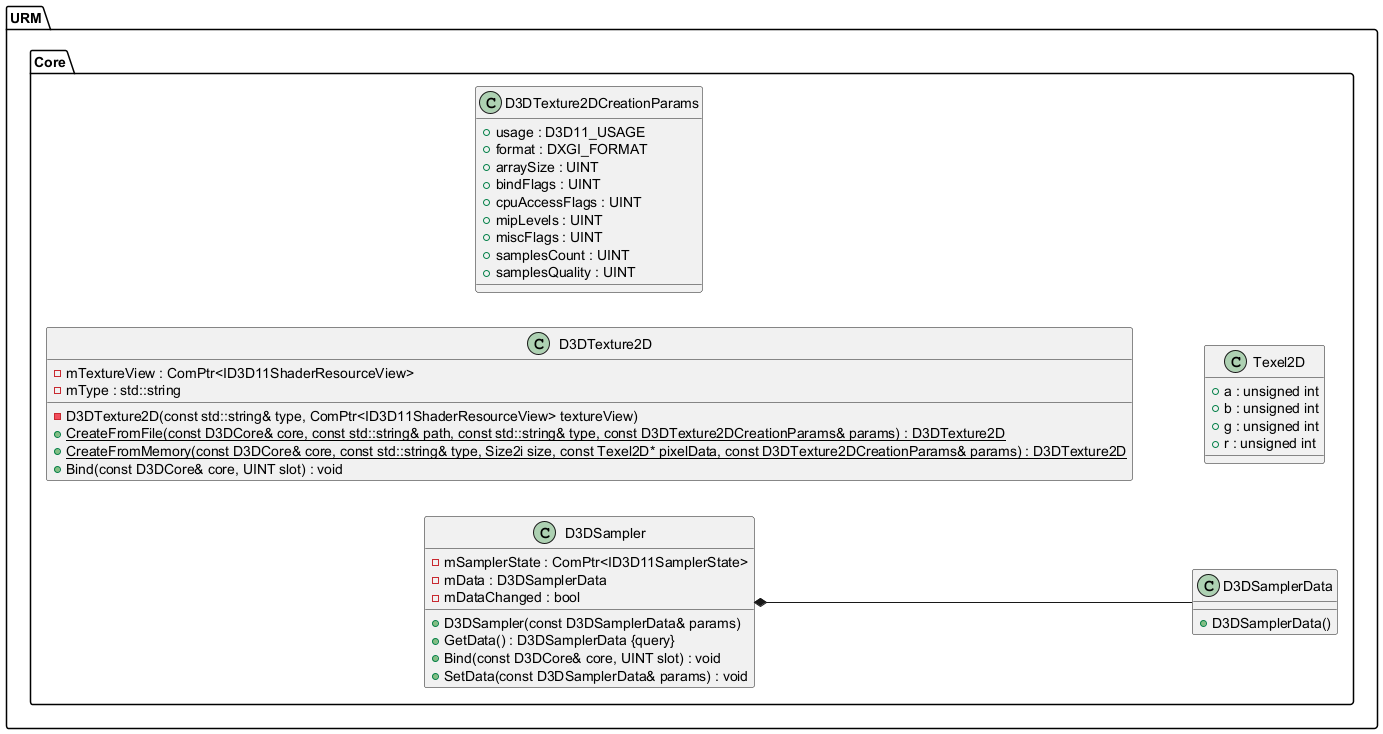 URM
Core
C D3DTexture2DCreationParams
usage : D3D11_USAGE
format : DXGI_FORMAT
arraySize : UINT
bindFlags : UINT
cpuAccessFlags : UINT
mipLevels : UINT
miscFlags : UINT
samplesCount : UINT
samplesQuality : UINT
C D3DTexture2D
mTextureView : ComPtr<ID3D11ShaderResourceView>
mType : std::string
D3DTexture2D(const std::string& type, ComPtr<ID3D11ShaderResourceView> textureView)
CreateFromFile(const D3DCore& core, const std::string& path, const std::string& type, const D3DTexture2DCreationParams& params) : D3DTexture2D
CreateFromMemory(const D3DCore& core, const std::string& type, Size2i size, const Texel2D* pixelData, const D3DTexture2DCreationParams& params) : D3DTexture2D
Bind(const D3DCore& core, UINT slot) : void
C Texel2D
a : unsigned int
b : unsigned int
g : unsigned int
r : unsigned int
C D3DSampler
mSamplerState : ComPtr<ID3D11SamplerState>
mData : D3DSamplerData
mDataChanged : bool
D3DSampler(const D3DSamplerData& params)
GetData() : D3DSamplerData {query}
Bind(const D3DCore& core, UINT slot) : void
SetData(const D3DSamplerData& params) : void
C D3DSamplerData
D3DSamplerData()